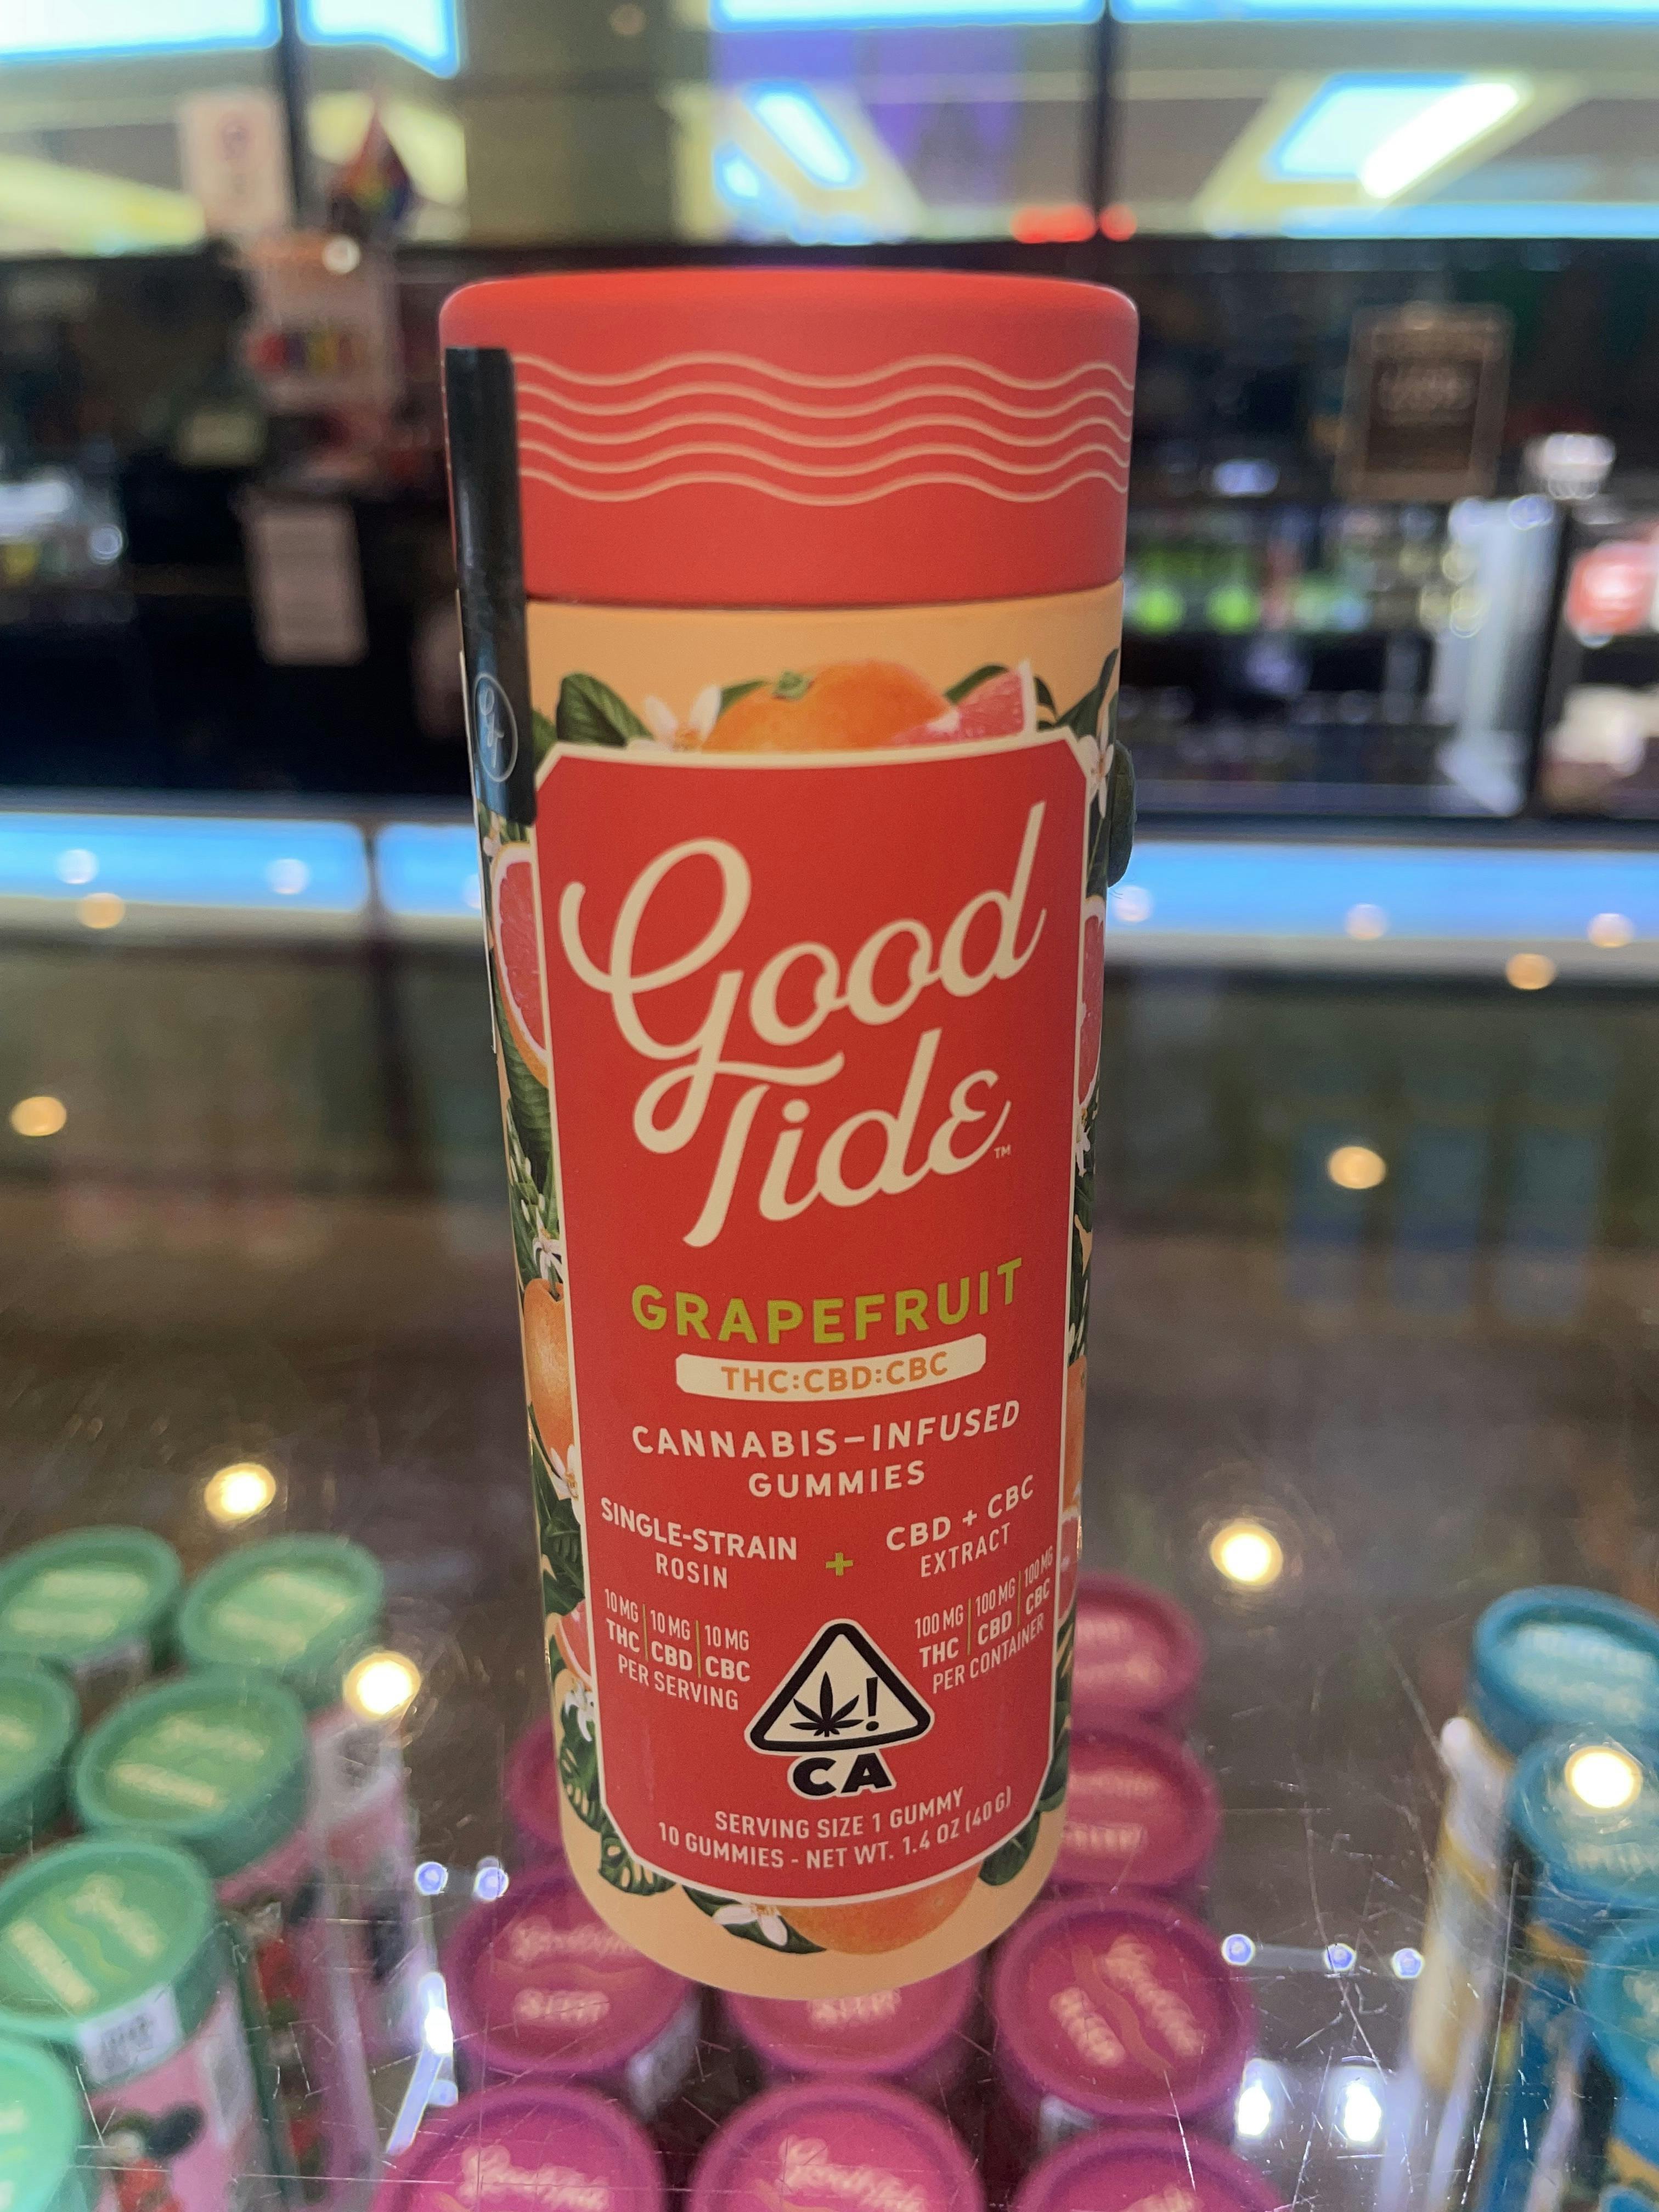 Good
Tide™
GRAPEFRUIT
THC:CBD:CBC
CANNABIS-INFUSED
GUMMIES
SINGLE-STRAIN
ROSIN
+
CBD + CBC
EXTRACT
10 MG | 10 MG | 10 MG
THC | CBD | CBC
PER SERVING
100 MG | 100 MG | 100 MG
THC | CBD | CBC
PER CONTAINER
!
CA
SERVING SIZE 1 GUMMY
10 GUMMIES - NET WT. 1.4 OZ (40 G)